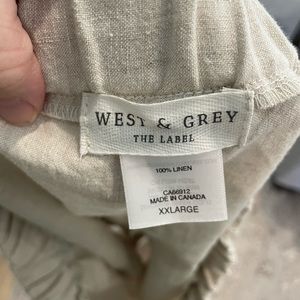 WEST & GREY
THE LABEL
100% LINEN
CA66912
MADE IN CANADA
XXLARGE